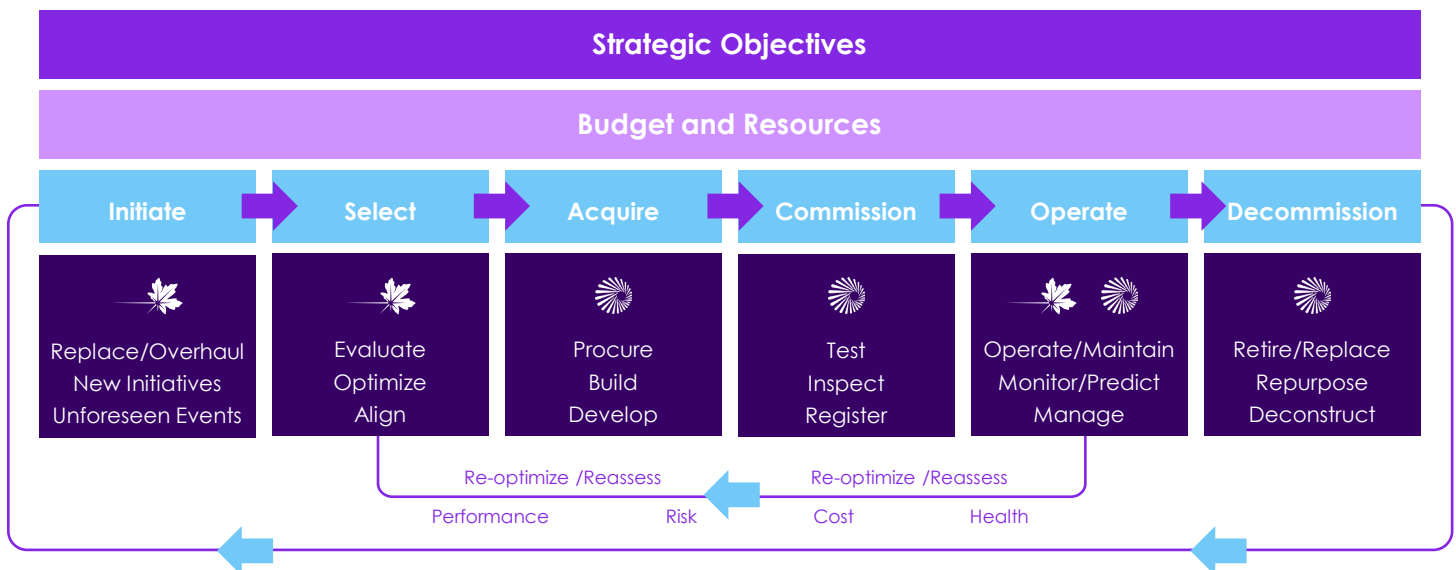 Strategic Objectives
Budget and Resources
Initiate
Select
Acquire
Commission
Operate
Decommission
Replace/Overhaul
New Initiatives
Unforeseen Events
Evaluate
Optimize
Align
Procure
Build
Develop
Test
Inspect
Register
Operate/Maintain
Monitor/Predict
Manage
Retire/Replace
Repurpose
Deconstruct
Re-optimize /Reassess
Re-optimize /Reassess
Performance
Risk
Cost
Health